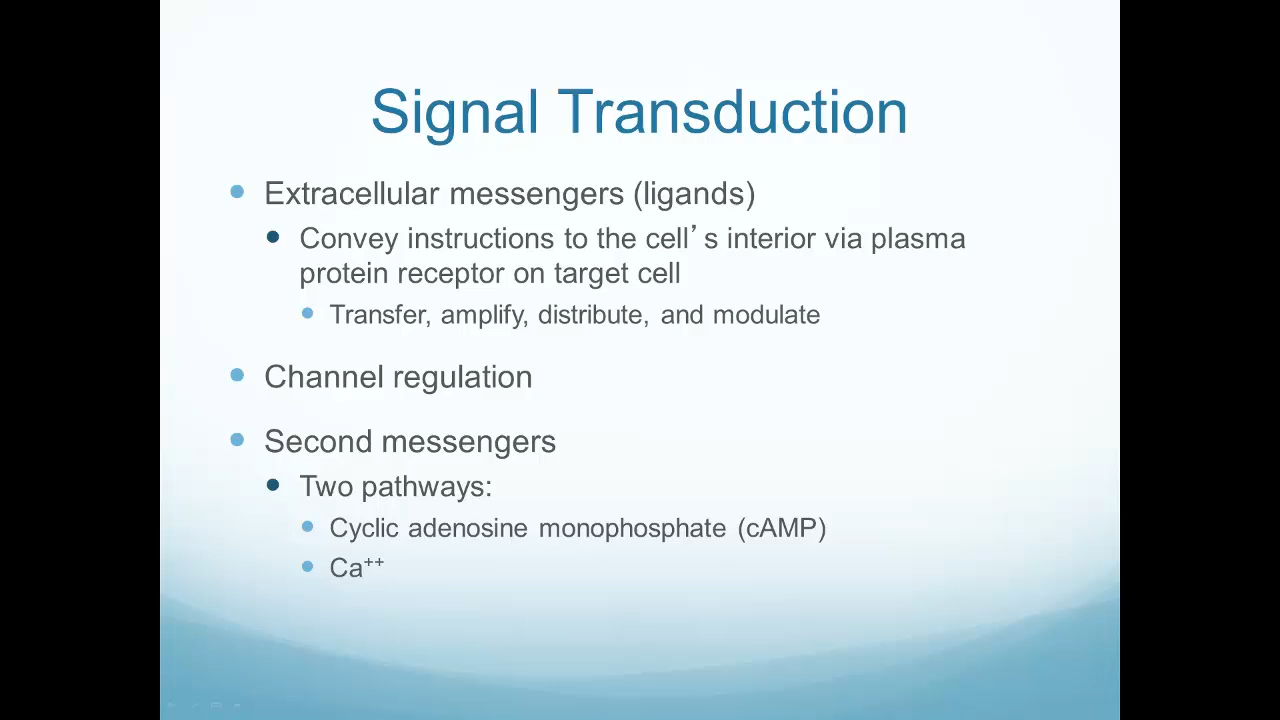 Signal Transduction
Extracellular messengers (ligands)
Convey instructions to the cell’s interior via plasma
protein receptor on target cell
Transfer, amplify, distribute, and modulate
Channel regulation
Second messengers
Two pathways:
Cyclic adenosine monophosphate (cAMP)
Ca⁺⁺